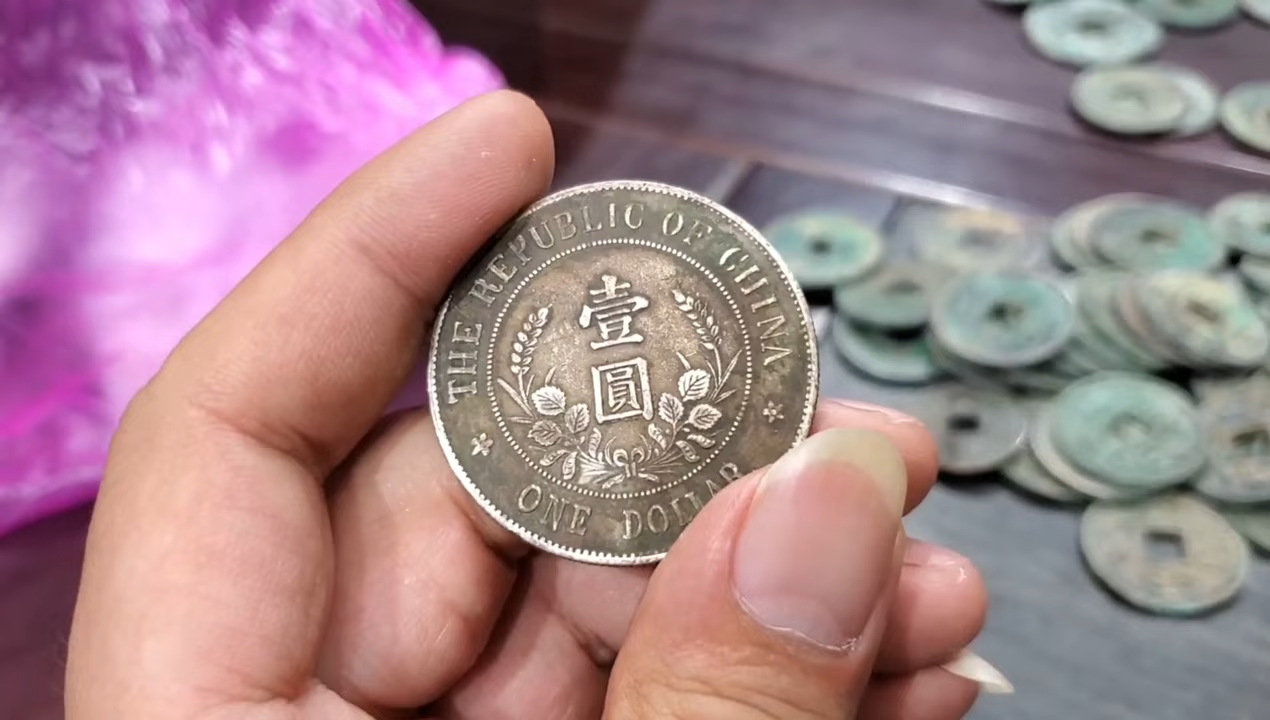 THE REPUBLIC OF CHINA
壹
圓
ONE DOLLAR